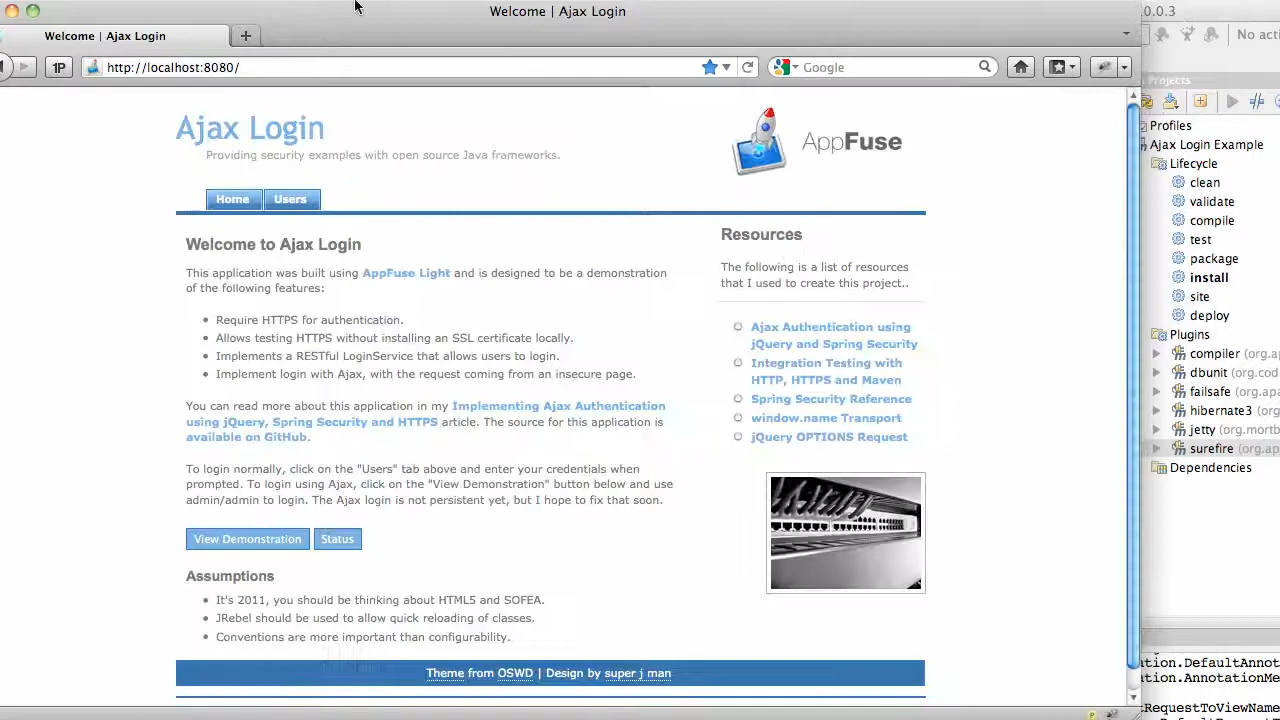 Welcome | Ajax Login
Welcome | Ajax Login
1P
http://localhost:8080/
Google
Ajax Login
Providing security examples with open source Java frameworks.
AppFuse
Home
Users
Welcome to Ajax Login
This application was built using AppFuse Light and is designed to be a demonstration
of the following features:
Require HTTPS for authentication.
Allows testing HTTPS without installing an SSL certificate locally.
Implements a RESTful LoginService that allows users to login.
Implement login with Ajax, with the request coming from an insecure page.
You can read more about this application in my Implementing Ajax Authentication
using jQuery, Spring Security and HTTPS article. The source for this application is
available on GitHub.
To login normally, click on the "Users" tab above and enter your credentials when
prompted. To login using Ajax, click on the "View Demonstration" button below and use
admin/admin to login. The Ajax login is not persistent yet, but I hope to fix that soon.
View Demonstration
Status
Assumptions
It's 2011, you should be thinking about HTML5 and SOFEA.
JRebel should be used to allow quick reloading of classes.
Conventions are more important than configurability.
Resources
The following is a list of resources
that I used to create this project..
Ajax Authentication using
jQuery and Spring Security
Integration Testing with
HTTP, HTTPS and Maven
Spring Security Reference
window.name Transport
jQuery OPTIONS Request
Theme from OSWD | Design by super j man
.0.0.3
No acti
Projects
Profiles
Ajax Login Example
Lifecycle
clean
validate
compile
test
package
install
site
deploy
Plugins
compiler (org.ap
dbunit (org.cod
failsafe (org.apa
hibernate3 (org
jetty (org.mortb
surefire (org.ap
Dependencies
ation.DefaultAnno
ation.AnnotationMe
RequestToViewName